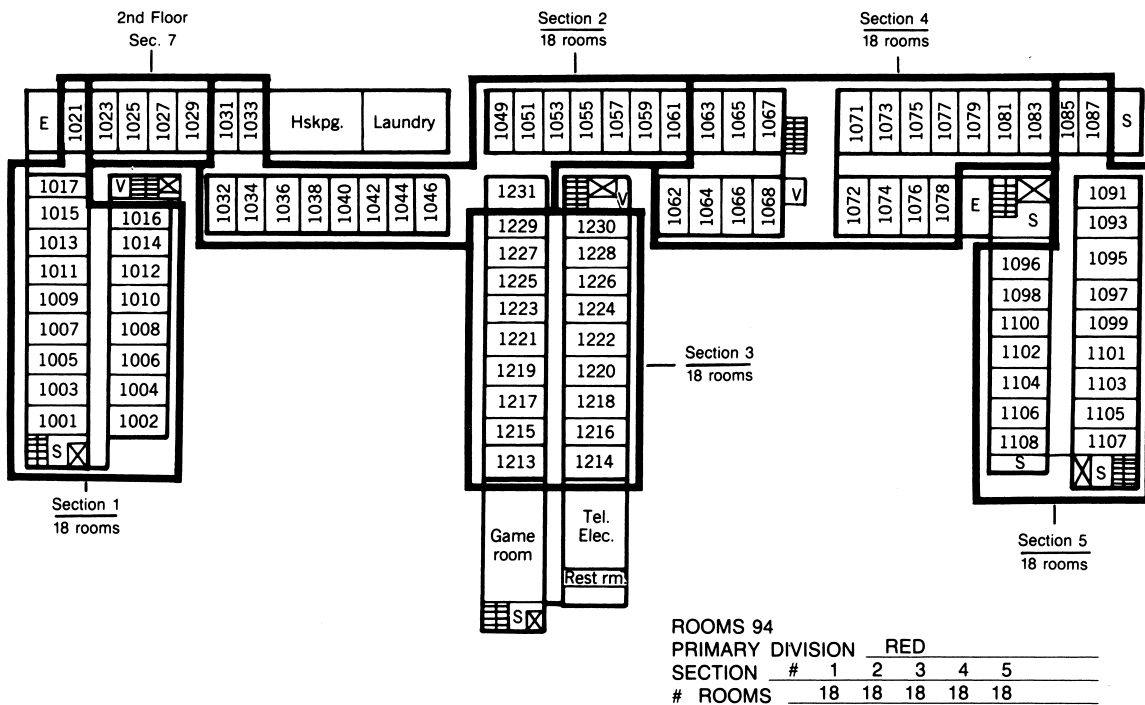 2nd Floor
Sec. 7
Section 2
18 rooms
Section 4
18 rooms
E 1021 1023 1025 1027 1029 1031 1033 Hskpg. Laundry 1049 1051 1053 1055 1057 1059 1061 1063 1065 1067 1071 1073 1075 1077 1079 1081 1083 1085 1087 S
1032 1034 1036 1038 1040 1042 1044 1046 1062 1064 1066 1068 V 1072 1074 1076 1078 E S
1017 V
1015 1016
1013 1014
1011 1012
1009 1010
1007 1008
1005 1006
1003 1004
1001 1002
S
Section 1
18 rooms
1231 V
1229 1230
1227 1228
1225 1226
1223 1224
1221 1222
1219 1220
1217 1218
1215 1216
1213 1214
Section 3
18 rooms
Game
room
Tel.
Elec.
Rest rm.
S
1091
1096 1093
1098 1095
1100 1097
1102 1099
1104 1101
1106 1103
1108 1105
S 1107
S
Section 5
18 rooms
ROOMS 94
PRIMARY DIVISION RED
SECTION # 1 2 3 4 5
# ROOMS 18 18 18 18 18